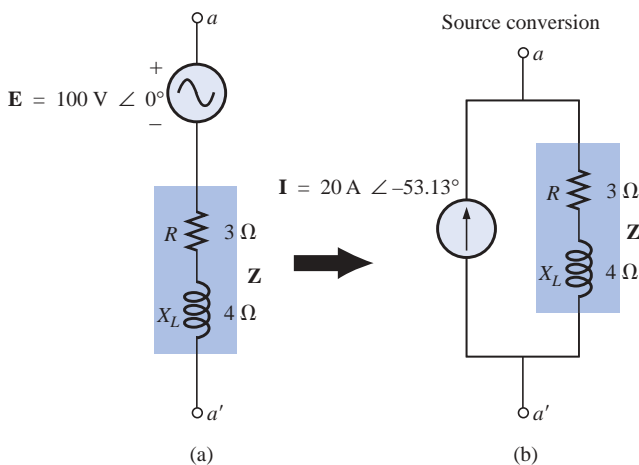 Source conversion
a
a
+
E = 100 V ∠ 0°
–
I = 20 A ∠–53.13°
R
3 Ω
Z
X_L
4 Ω
R
3 Ω
Z
X_L
4 Ω
a'
a'
(a)
(b)